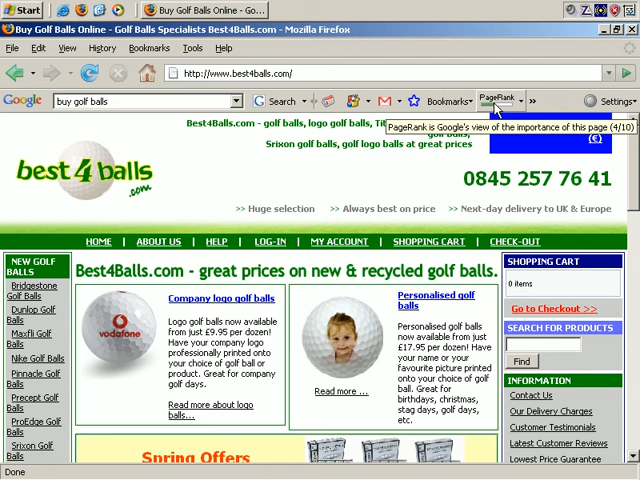 Start
Buy Golf Balls Online - Go...
Buy Golf Balls Online - Golf Balls Specialists Best4Balls.com - Mozilla Firefox
File Edit View History Bookmarks Tools Help
http://www.best4balls.com/
Google buy golf balls Search Bookmarks PageRank Settings
Best4Balls.com - golf balls, logo golf balls, Tit
PageRank is Google's view of the importance of this page (4/10)
Srixon golf balls, golf balls at great prices
(€)
best 4 balls
.com
0845 257 76 41
>> Huge selection >> Always best on price >> Next-day delivery to UK & Europe
HOME | ABOUT US | HELP | LOG-IN | MY ACCOUNT | SHOPPING CART | CHECK-OUT
NEW GOLF
BALLS
Bridgestone
Golf Balls
Dunlop Golf
Balls
Maxfli Golf
Balls
Nike Golf Balls
Pinnacle Golf
Balls
Precept Golf
Balls
ProEdge Golf
Balls
Srixon Golf
Balls
Best4Balls.com - great prices on new & recycled golf balls.
vodafone
Company logo golf balls
Logo golf balls now available
from just £9.95 per dozen!
Have your company logo
professionally printed onto
your choice of golf ball or
product. Great for company
golf days.
Read more about logo
balls...
Read more ...
Personalised golf
balls
Personalised golf balls
now available from just
£17.95 per dozen!
Have your name or your
favourite picture printed
onto your choice of golf
ball. Great for
birthdays, christmas,
stag days, golf days,
etc.
Spring Offers
SHOPPING CART
0 items
Go to Checkout >>
SEARCH FOR PRODUCTS
Find
INFORMATION
Contact Us
Our Delivery Charges
Customer Testimonials
Latest Customer Reviews
Lowest Price Guarantee
Done